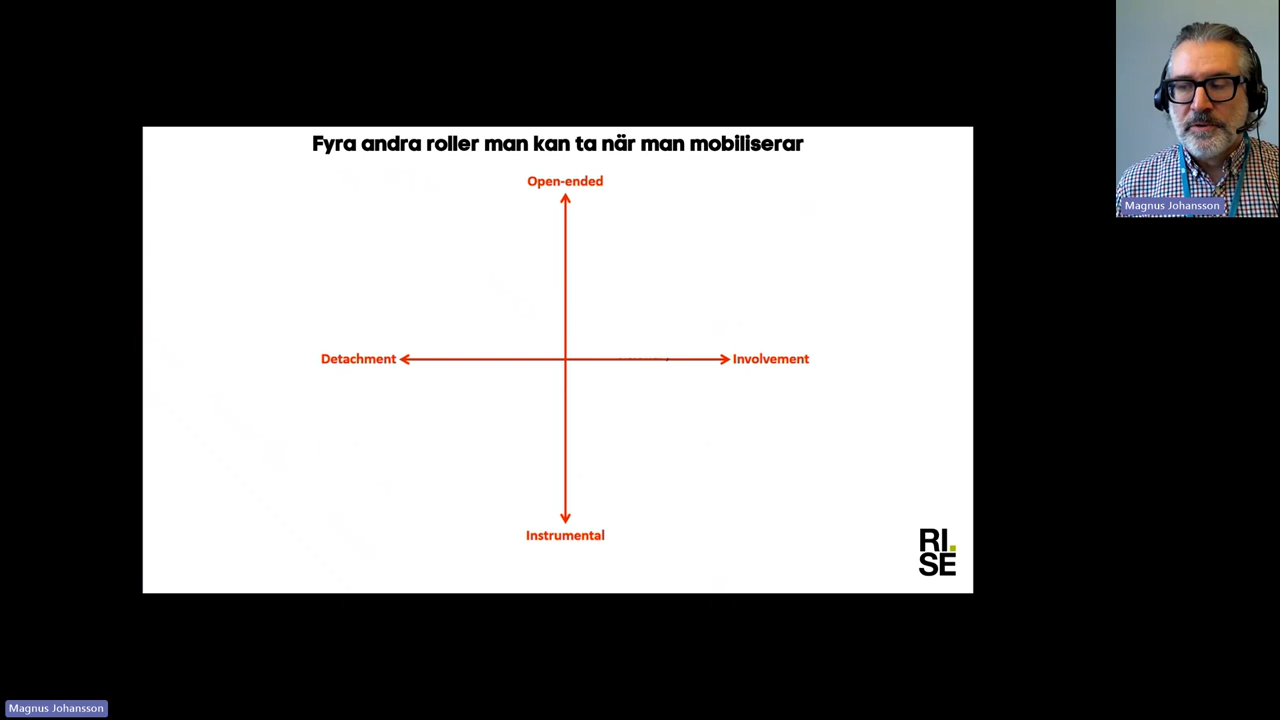 Fyra andra roller man kan ta när man mobiliserar
Open-ended
Detachment
Involvement
Instrumental
RI.
SE
Magnus Johansson
Magnus Johansson